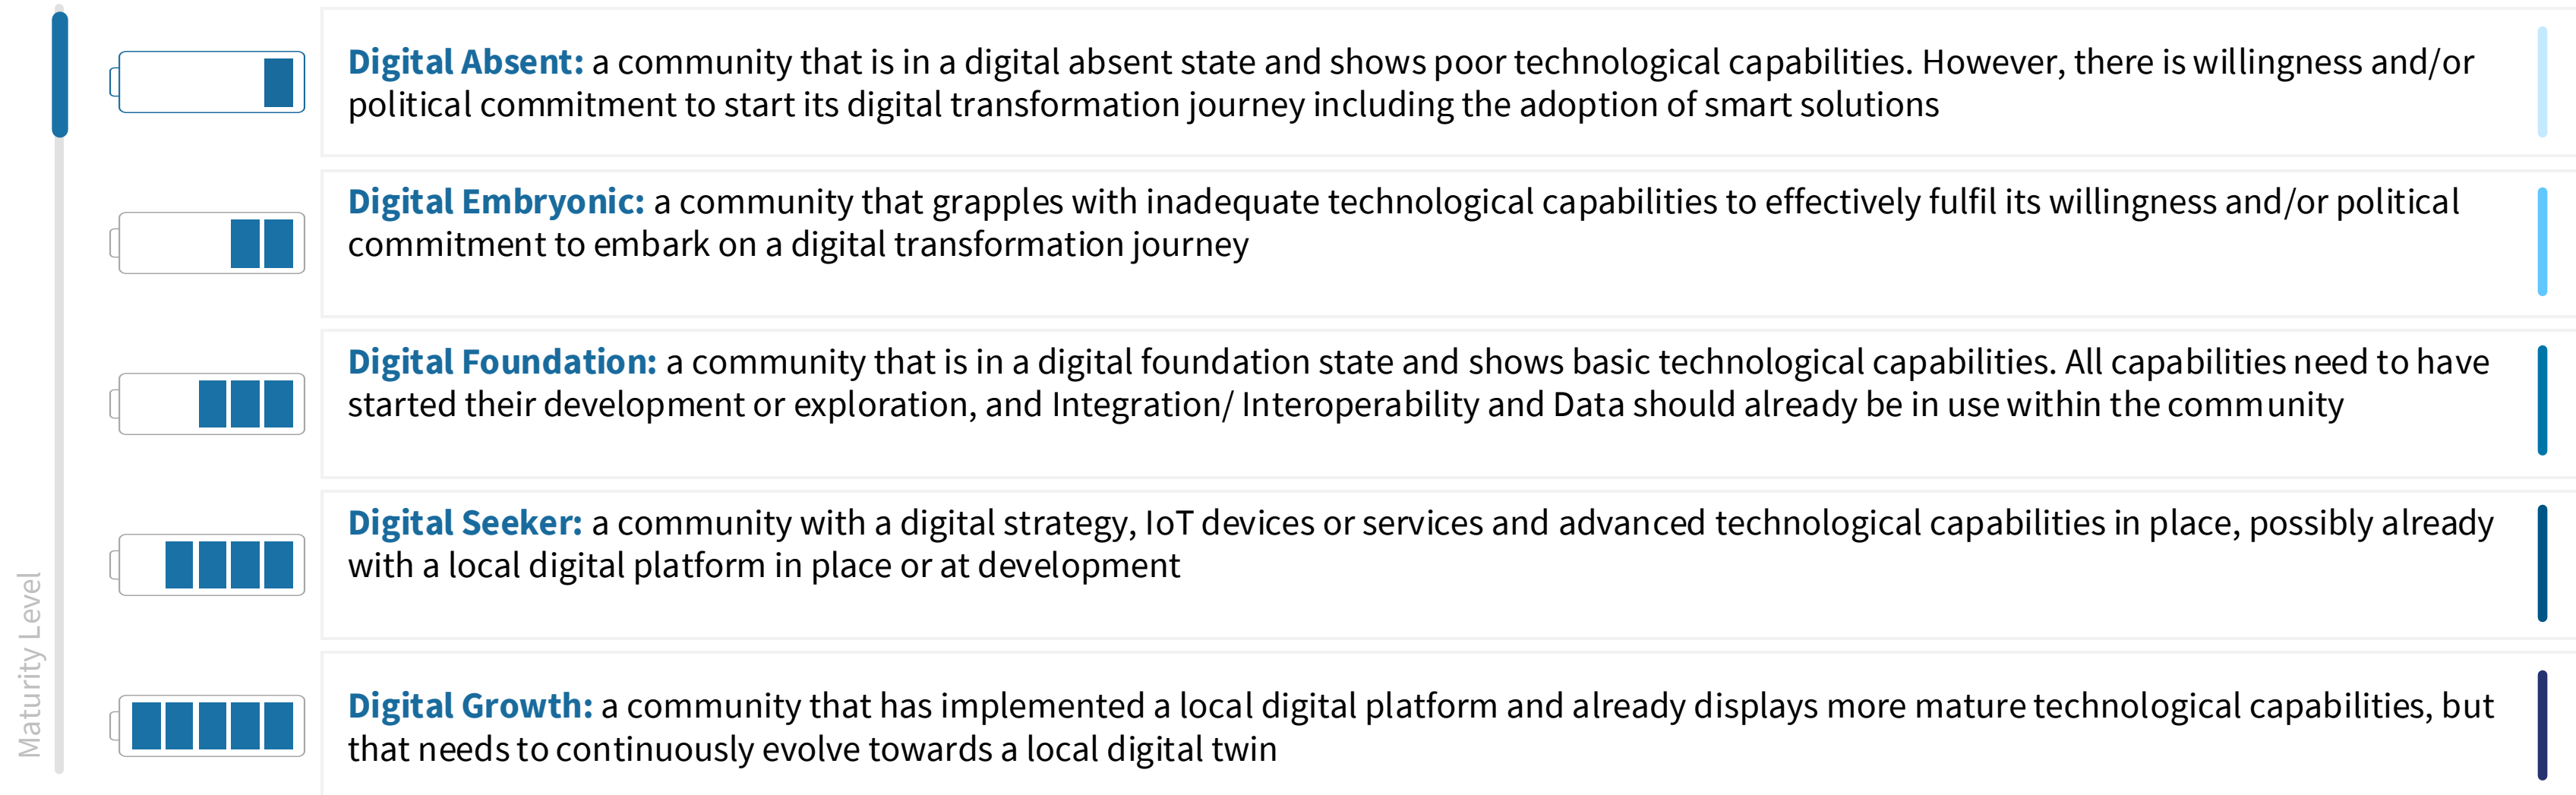 Digital Absent: a community that is in a digital absent state and shows poor technological capabilities. However, there is willingness and/or
political commitment to start its digital transformation journey including the adoption of smart solutions
Digital Embryonic: a community that grapples with inadequate technological capabilities to effectively fulfil its willingness and/or political
commitment to embark on a digital transformation journey
Digital Foundation: a community that is in a digital foundation state and shows basic technological capabilities. All capabilities need to have
started their development or exploration, and Integration/ Interoperability and Data should already be in use within the community
Digital Seeker: a community with a digital strategy, IoT devices or services and advanced technological capabilities in place, possibly already
with a local digital platform in place or at development
Digital Growth: a community that has implemented a local digital platform and already displays more mature technological capabilities, but
that needs to continuously evolve towards a local digital twin
Maturity Level